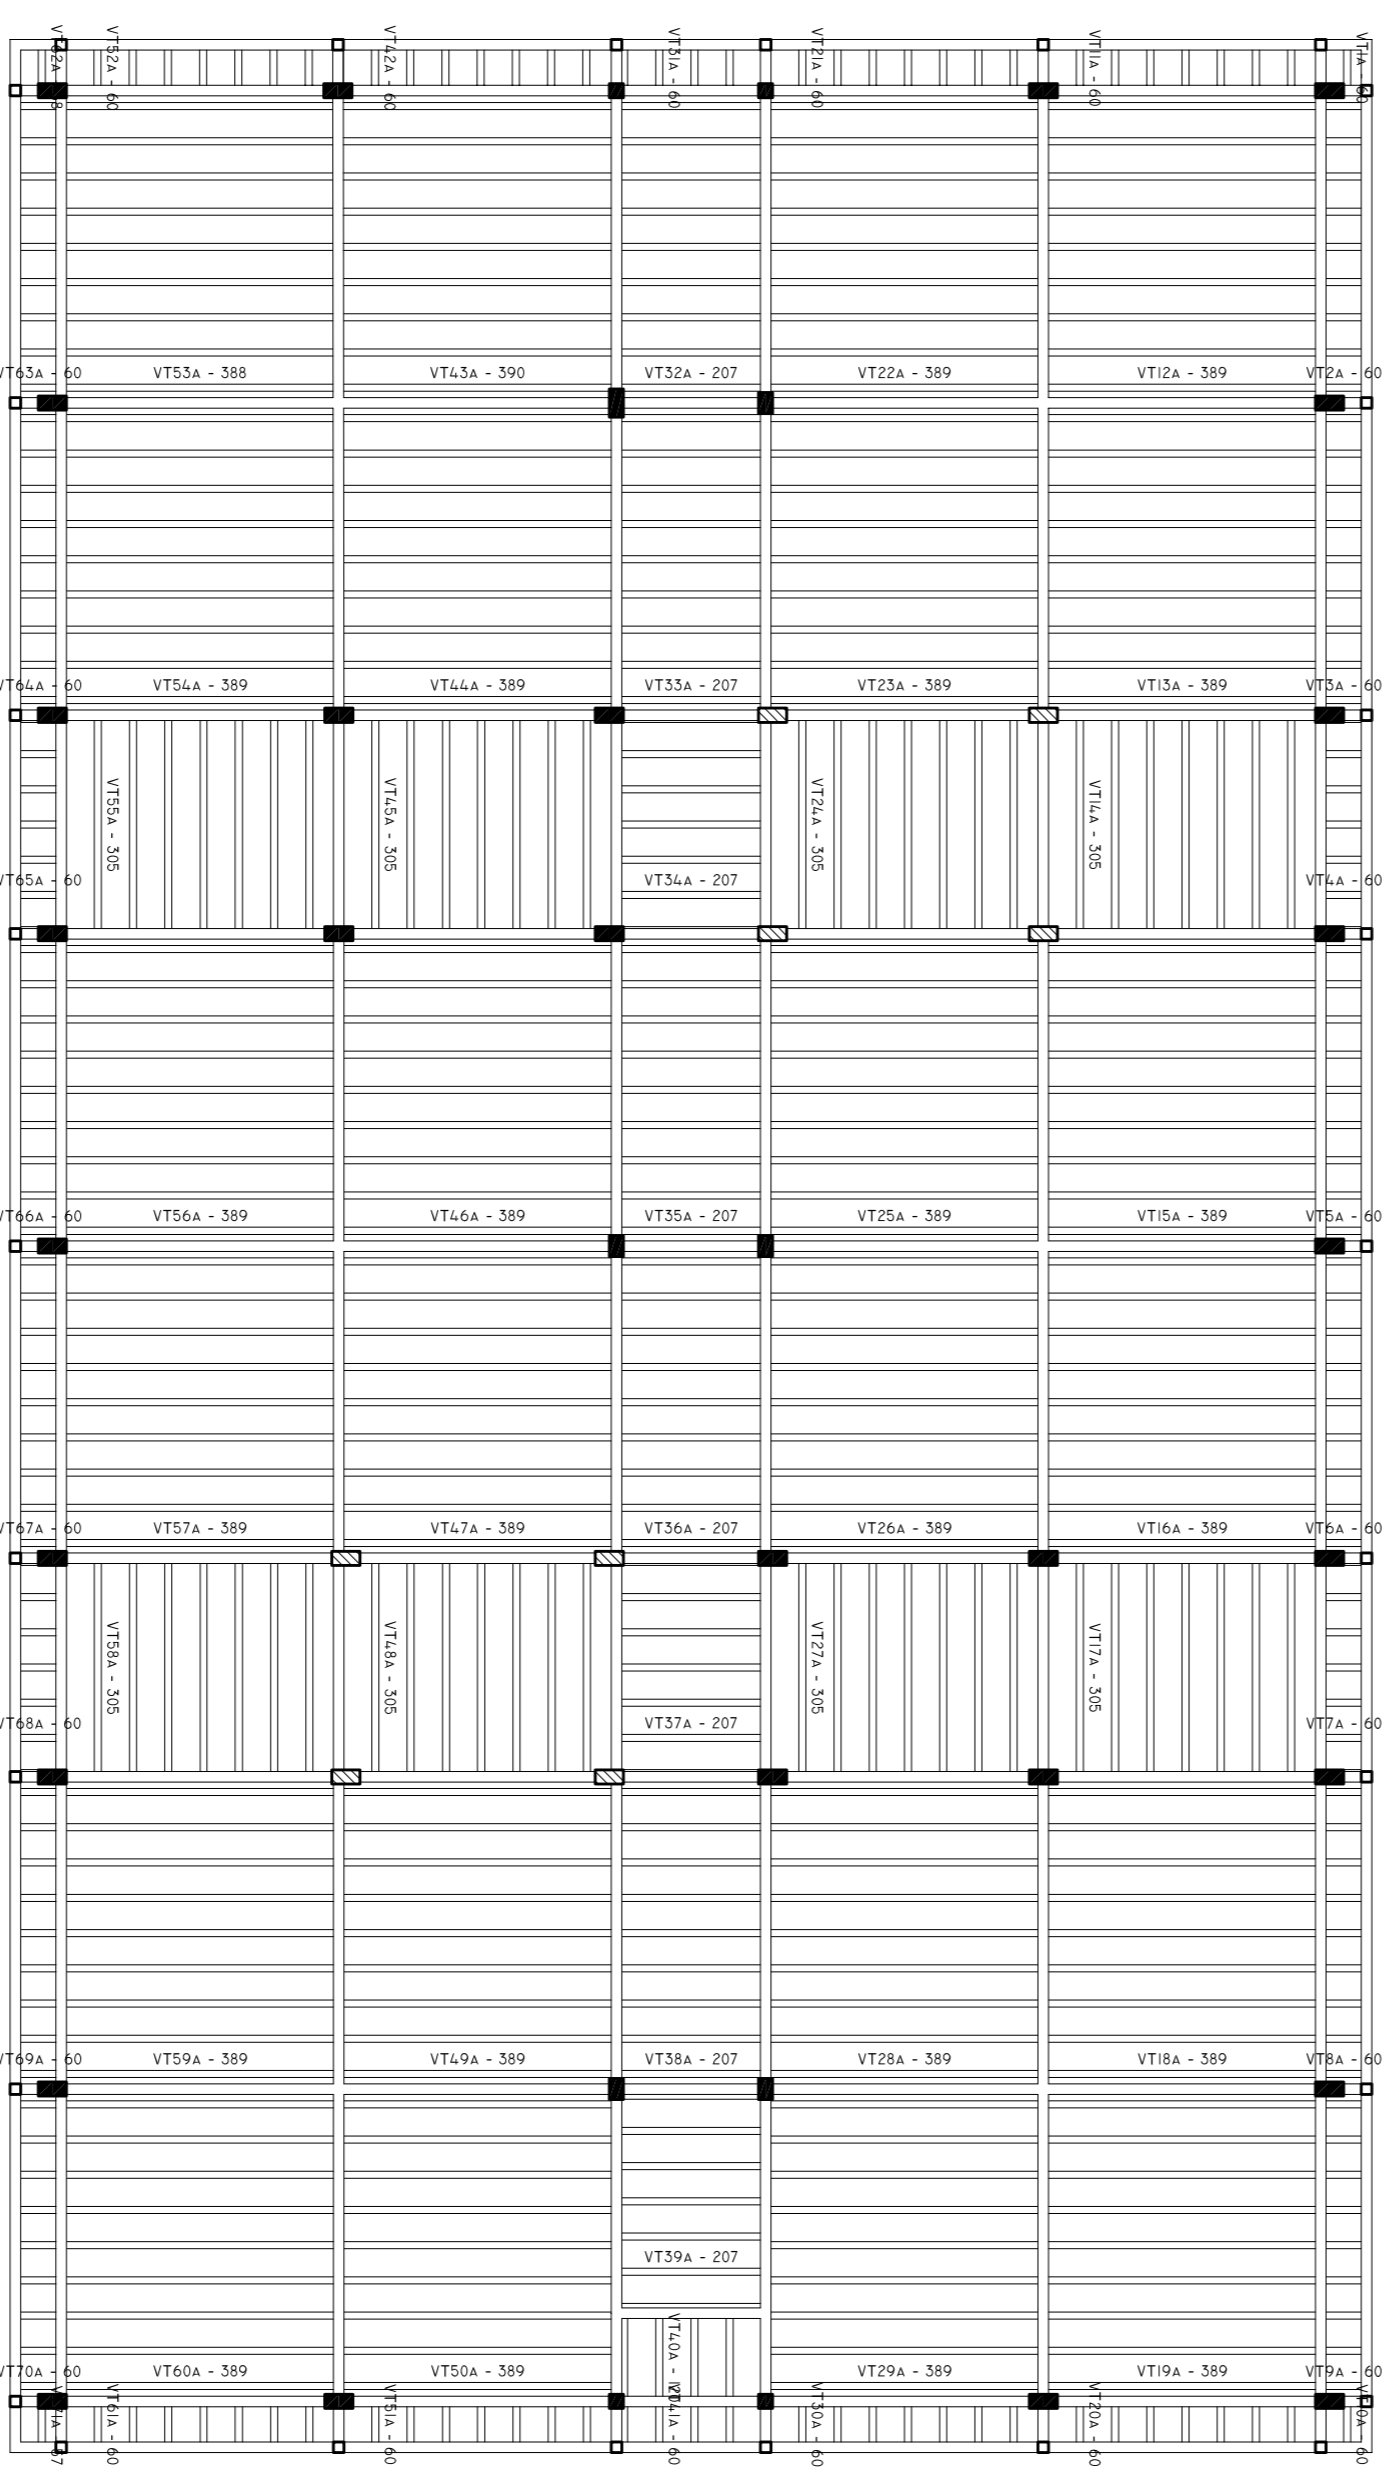 VT52A - 60
VT42A - 60
VT31A - 60
VT21A - 60
VT11A - 60
VT1A - 60
VT63A - 60
VT53A - 388
VT43A - 390
VT32A - 207
VT22A - 389
VT12A - 389
VT2A - 60
VT64A - 60
VT54A - 389
VT44A - 389
VT33A - 207
VT23A - 389
VT13A - 389
VT3A - 60
VT55A - 305
VT45A - 305
VT24A - 305
VT14A - 305
VT65A - 60
VT34A - 207
VT4A - 60
VT66A - 60
VT56A - 389
VT46A - 389
VT35A - 207
VT25A - 389
VT15A - 389
VT5A - 60
VT67A - 60
VT57A - 389
VT47A - 389
VT36A - 207
VT26A - 389
VT16A - 389
VT6A - 60
VT58A - 305
VT48A - 305
VT27A - 305
VT17A - 305
VT68A - 60
VT37A - 207
VT7A - 60
VT69A - 60
VT59A - 389
VT49A - 389
VT38A - 207
VT28A - 389
VT18A - 389
VT8A - 60
VT39A - 207
VT40A -
VT70A - 60
VT60A - 389
VT50A - 389
VT29A - 389
VT19A - 389
VT9A - 60
VT61A - 60
VT51A - 60
VT41A - 60
VT30A - 60
VT20A - 60